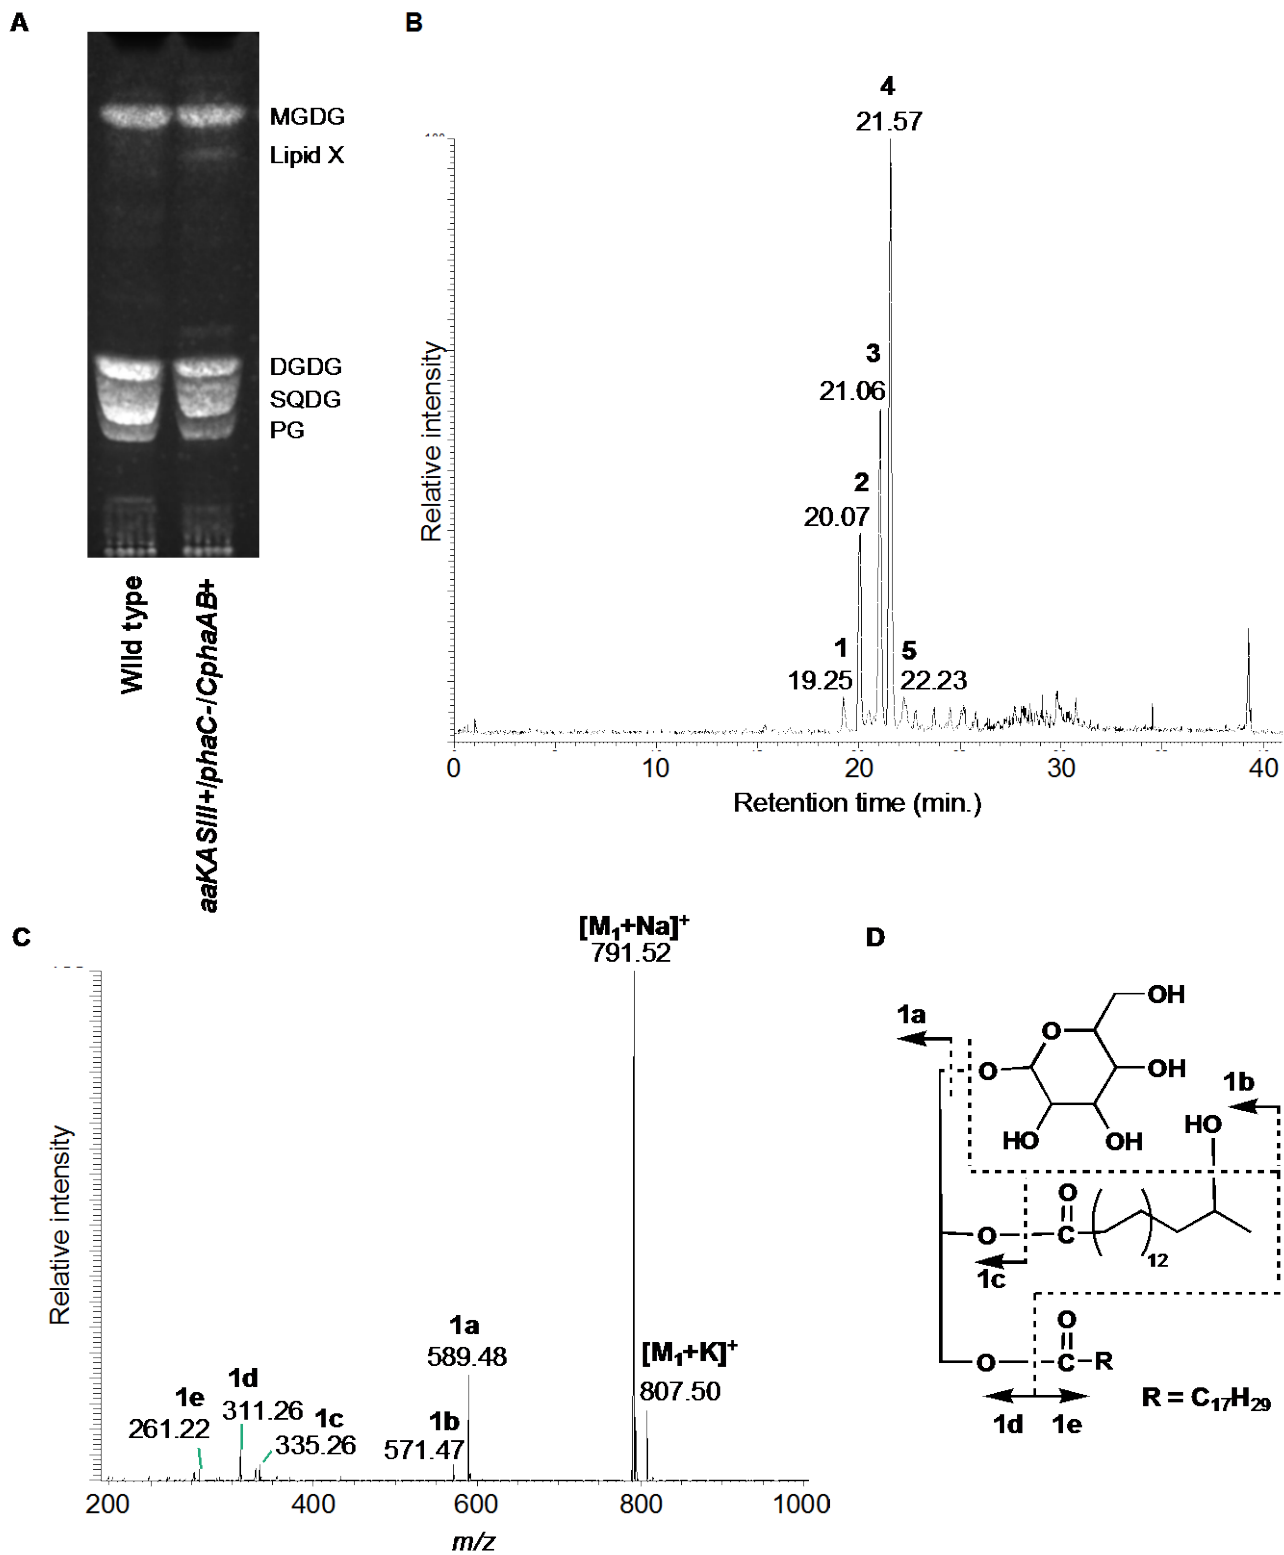 A
MGDG
Lipid X
DGDG
SQDG
PG
Wild type
aaKASIII+/phaC-/CphaAB+
B
Relative intensity
4
21.57
3
21.06
2
20.07
1
19.25
5
22.23
0
10
20
30
40
Retention time (min.)
C
[M1+Na]+
791.52
Relative intensity
1a
589.48
[M1+K]+
807.50
1e
261.22
1d
311.26
1c
335.26
1b
571.47
200
400
600
800
1000
m/z
D
1a
OH
O
O
OH
1b
HO
OH
HO
O
O
C
12
1c
O
O
C
R
1d
1e
R = C17H29